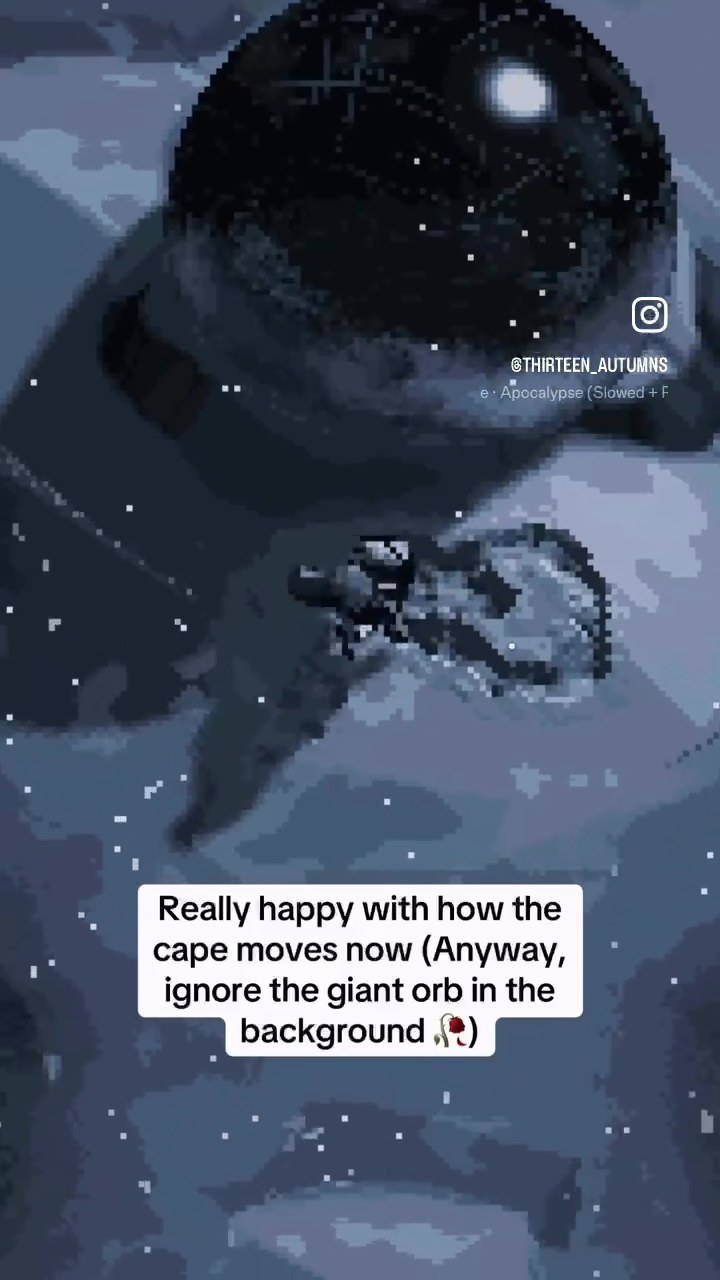 @THIRTEEN_AUTUMNS
e · Apocalypse (Slowed +
Really happy with how the
cape moves now (Anyway,
ignore the giant orb in the
background 🥀)